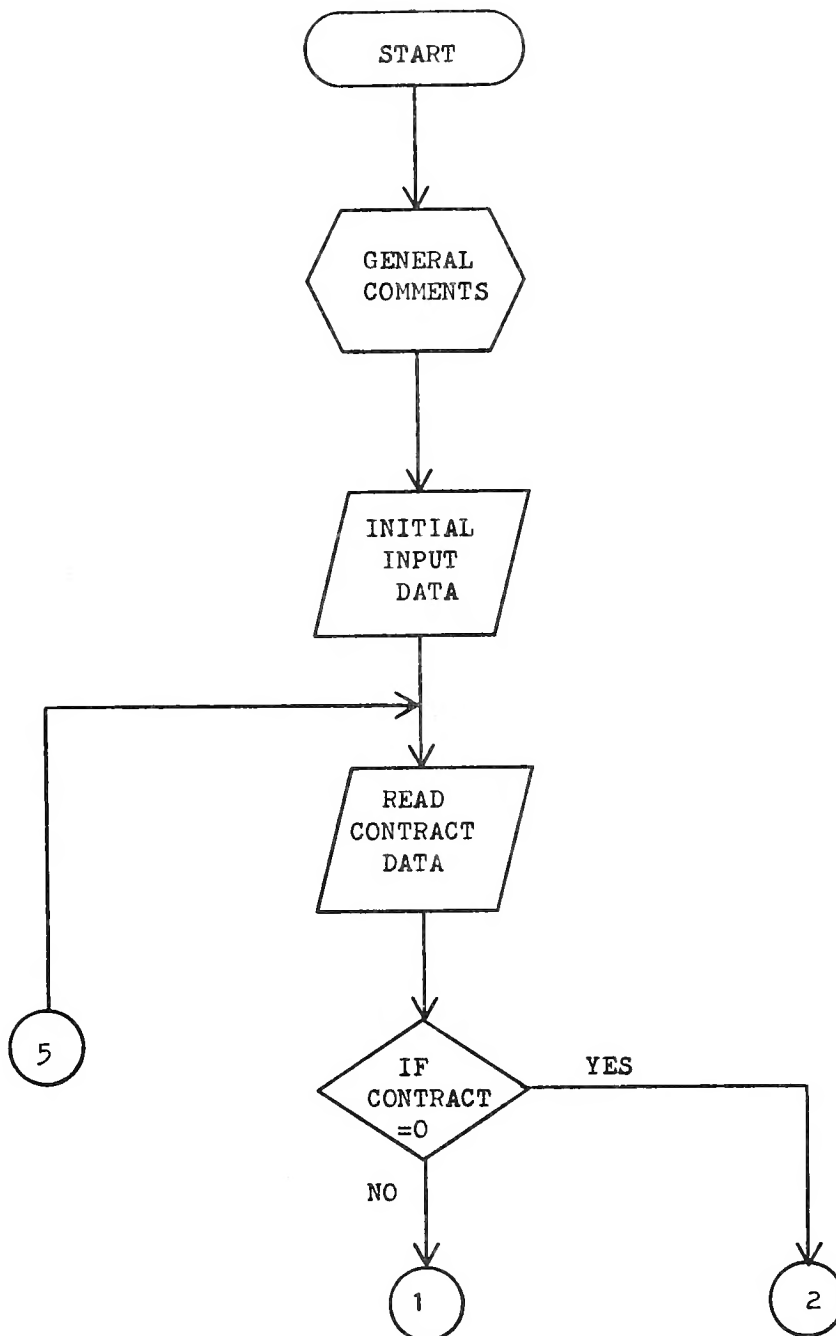 START
GENERAL
COMMENTS
INITIAL
INPUT
DATA
READ
CONTRACT
DATA
5
IF
CONTRACT
=0
YES
NO
1
2